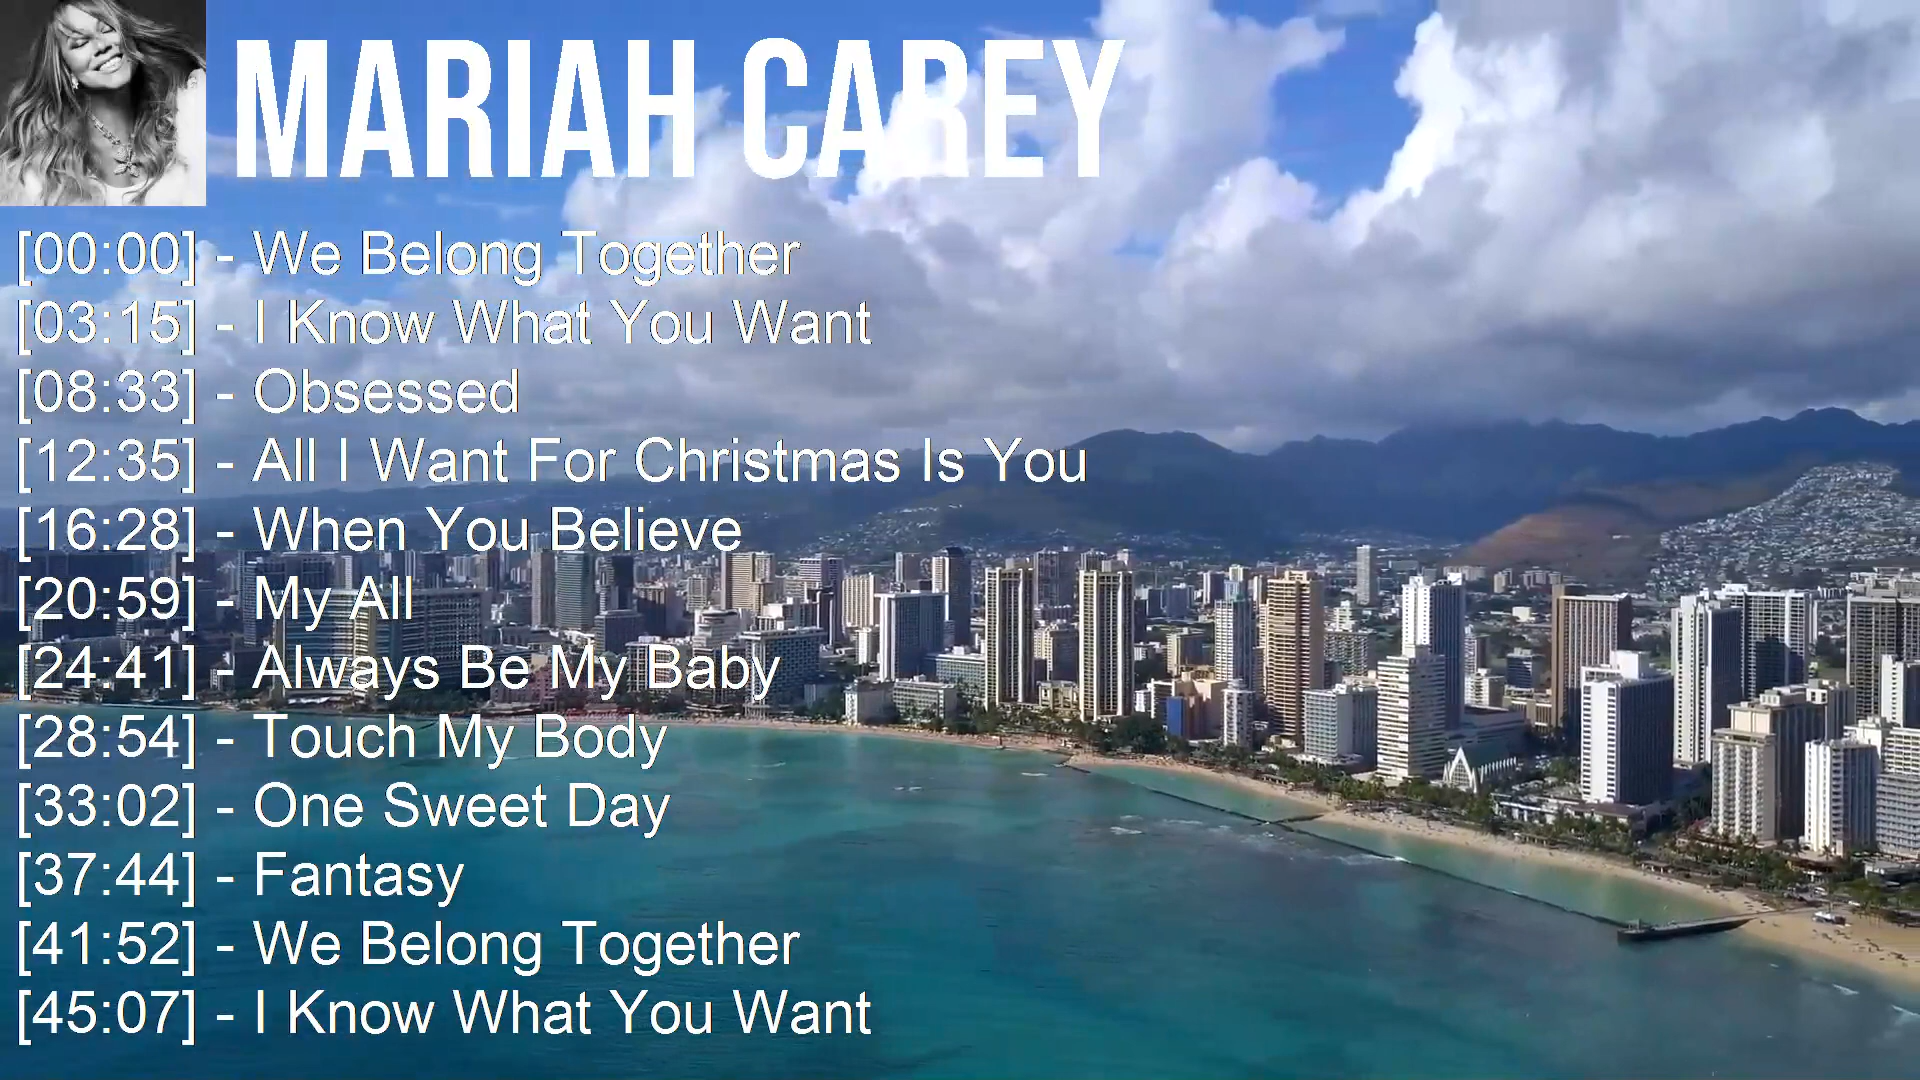 MARIAH CAREY
[00:00] - We Belong Together
[03:15] - I Know What You Want
[08:33] - Obsessed
[12:35] - All I Want For Christmas Is You
[16:28] - When You Believe
[20:59] - My All
[24:41] - Always Be My Baby
[28:54] - Touch My Body
[33:02] - One Sweet Day
[37:44] - Fantasy
[41:52] - We Belong Together
[45:07] - I Know What You Want